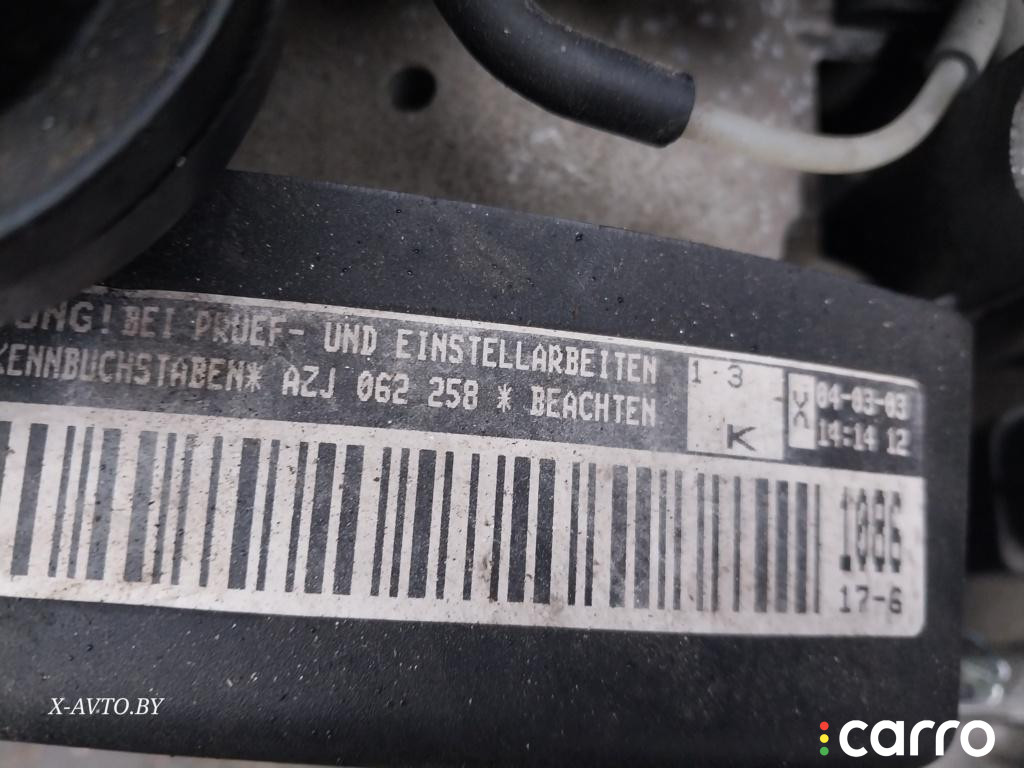 UNG! BEI PRUEF- UND EINSTELLARBEITEN
KENNBUCHSTABEN* AZJ 062 258 * BEACHTEN
1-3
K
04-03-03
14:14 12
1086
17-6
X-AVTO.BY
carro